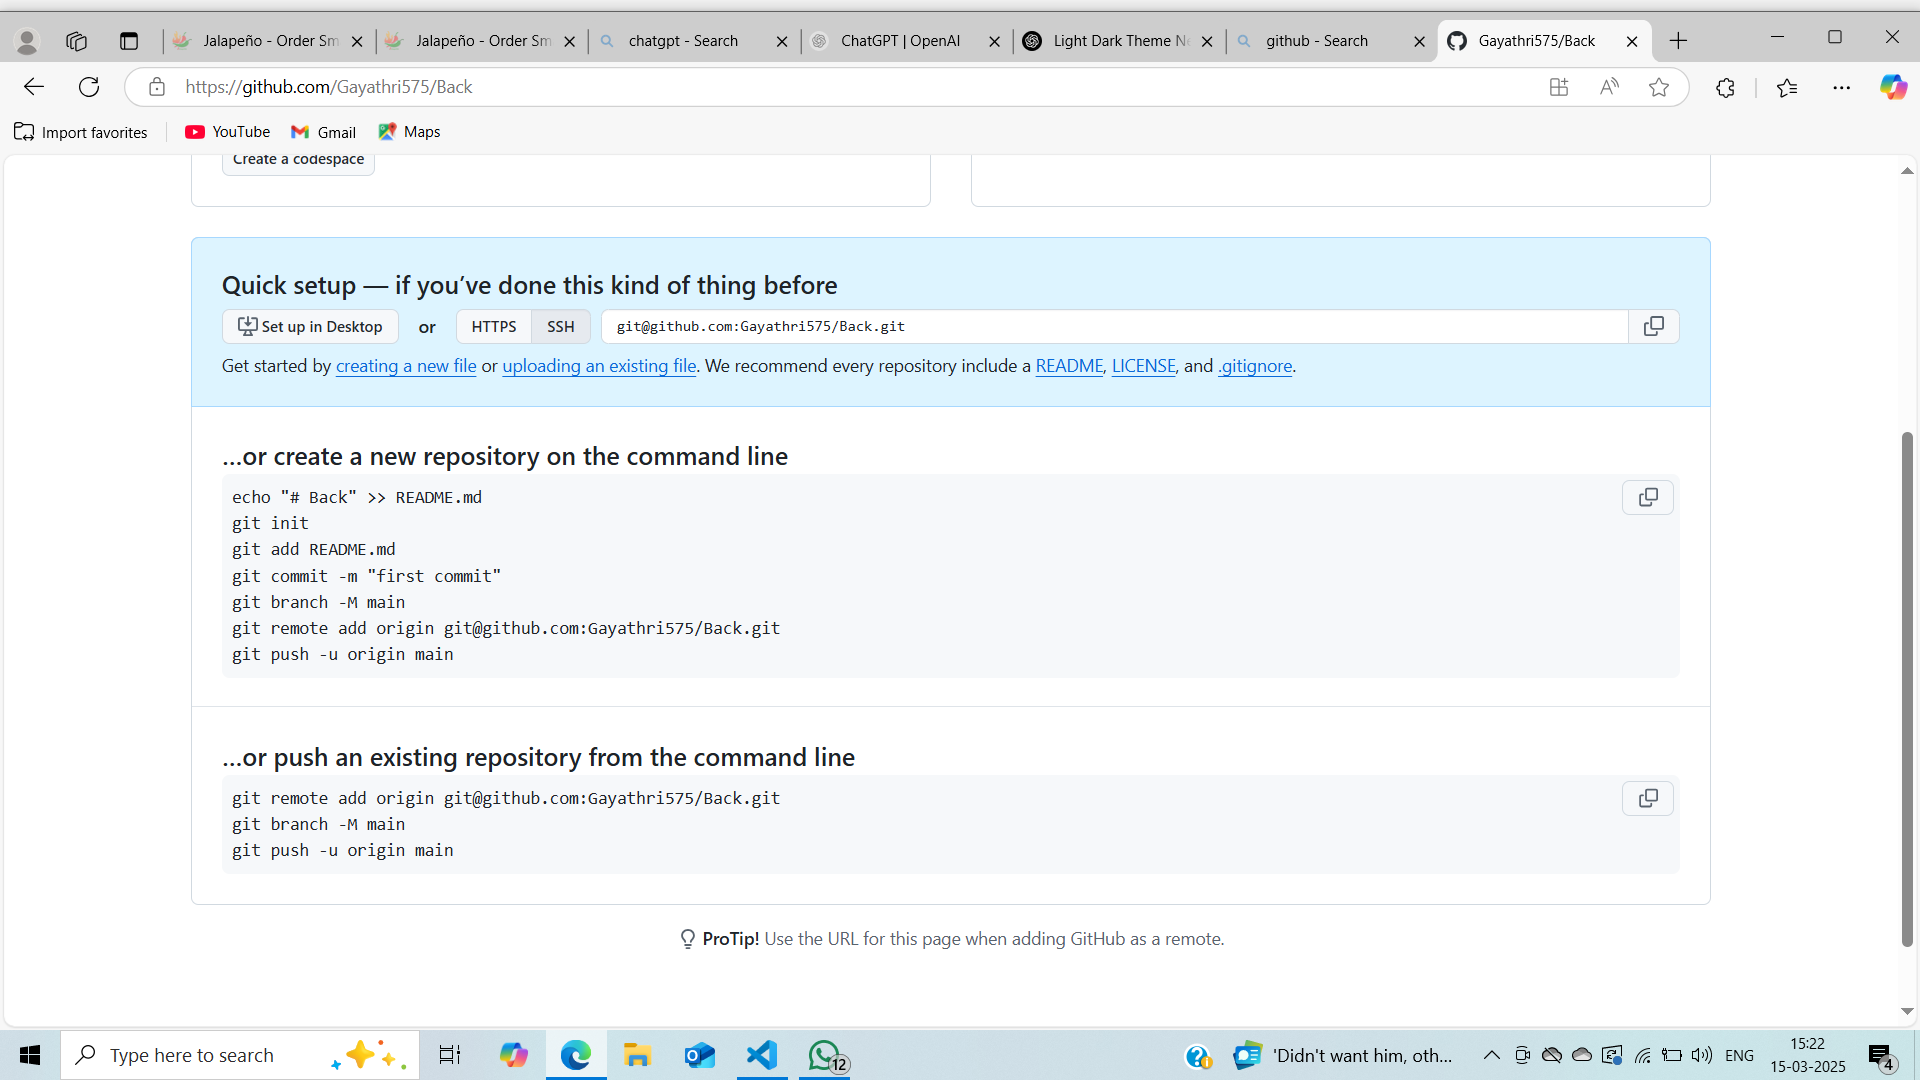 Jalapeño - Order Sm
Jalapeño - Order Sm
chatgpt - Search
ChatGPT | OpenAI
Light Dark Theme Ne
github - Search
Gayathri575/Back
https://github.com/Gayathri575/Back
Import favorites
YouTube
Gmail
Maps
Create a codespace
Quick setup — if you've done this kind of thing before
Set up in Desktop or HTTPS SSH git@github.com:Gayathri575/Back.git
Get started by creating a new file or uploading an existing file. We recommend every repository include a README, LICENSE, and .gitignore.
…or create a new repository on the command line
echo "# Back" >> README.md
git init
git add README.md
git commit -m "first commit"
git branch -M main
git remote add origin git@github.com:Gayathri575/Back.git
git push -u origin main
…or push an existing repository from the command line
git remote add origin git@github.com:Gayathri575/Back.git
git branch -M main
git push -u origin main
ProTip! Use the URL for this page when adding GitHub as a remote.
Type here to search
12
'Didn't want him, oth...
ENG
15:22
15-03-2025
4